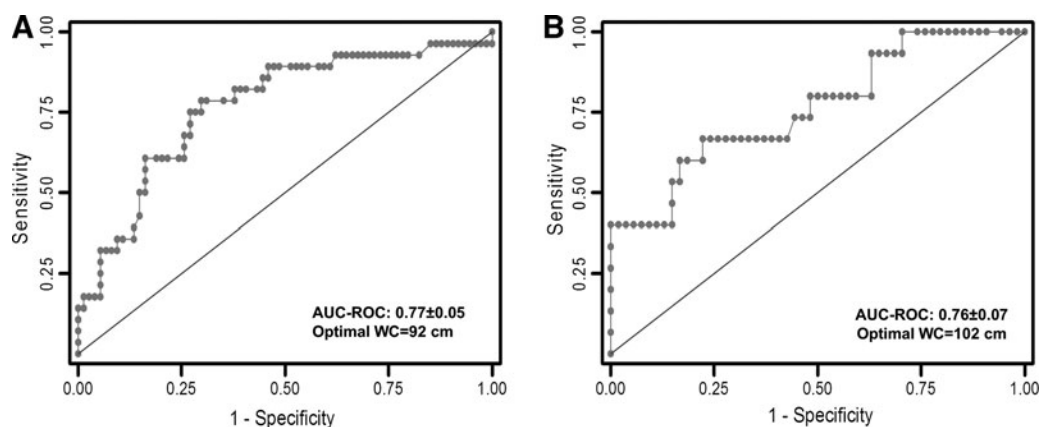 A
1.00
0.75
0.50
0.25
Sensitivity
AUC-ROC: 0.77±0.05
Optimal WC=92 cm
0.00 0.25 0.50 0.75 1.00
1 - Specificity
B
1.00
0.75
0.50
0.25
Sensitivity
AUC-ROC: 0.76±0.07
Optimal WC=102 cm
0.00 0.25 0.50 0.75 1.00
1 - Specificity